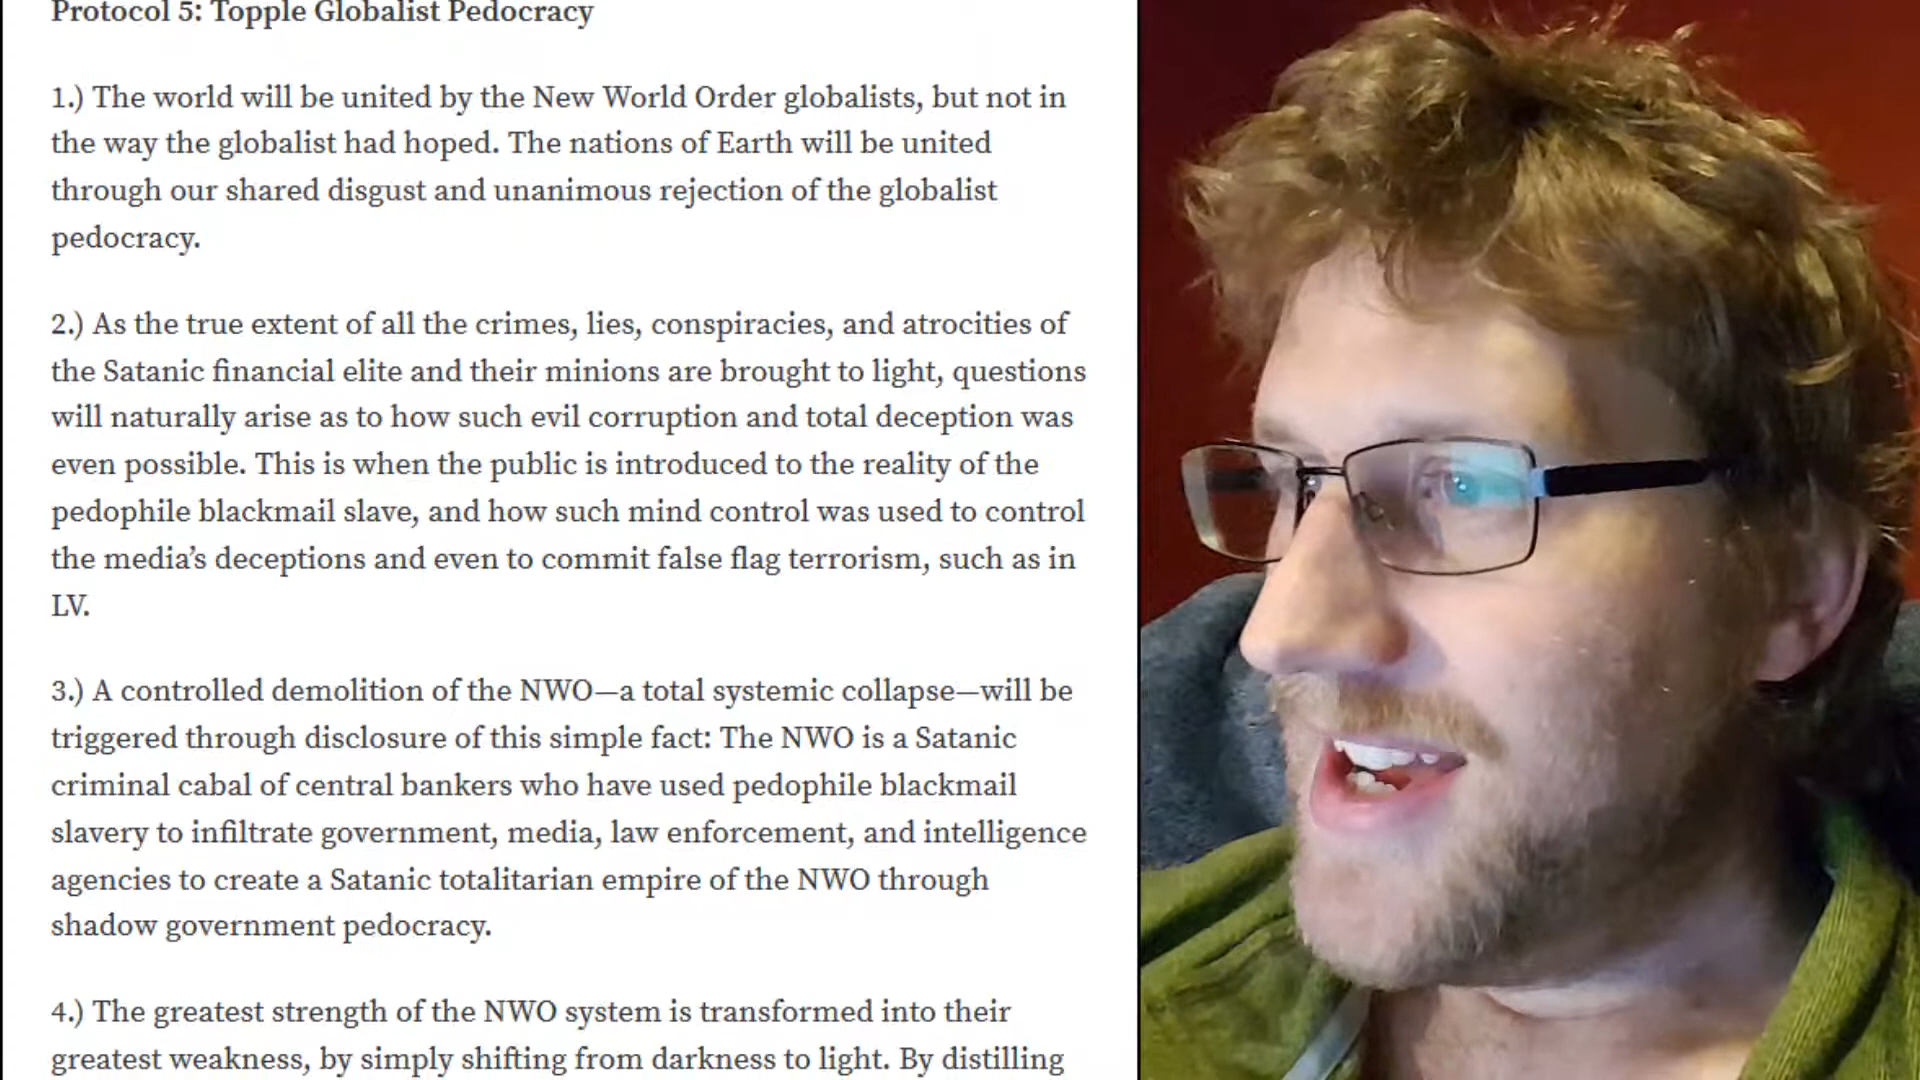 Protocol 5: Topple Globalist Pedocracy
1.) The world will be united by the New World Order globalists, but not in
the way the globalist had hoped. The nations of Earth will be united
through our shared disgust and unanimous rejection of the globalist
pedocracy.
2.) As the true extent of all the crimes, lies, conspiracies, and atrocities of
the Satanic financial elite and their minions are brought to light, questions
will naturally arise as to how such evil corruption and total deception was
even possible. This is when the public is introduced to the reality of the
pedophile blackmail slave, and how such mind control was used to control
the media’s deceptions and even to commit false flag terrorism, such as in
LV.
3.) A controlled demolition of the NWO—a total systemic collapse—will be
triggered through disclosure of this simple fact: The NWO is a Satanic
criminal cabal of central bankers who have used pedophile blackmail
slavery to infiltrate government, media, law enforcement, and intelligence
agencies to create a Satanic totalitarian empire of the NWO through
shadow government pedocracy.
4.) The greatest strength of the NWO system is transformed into their
greatest weakness, by simply shifting from darkness to light. By distilling